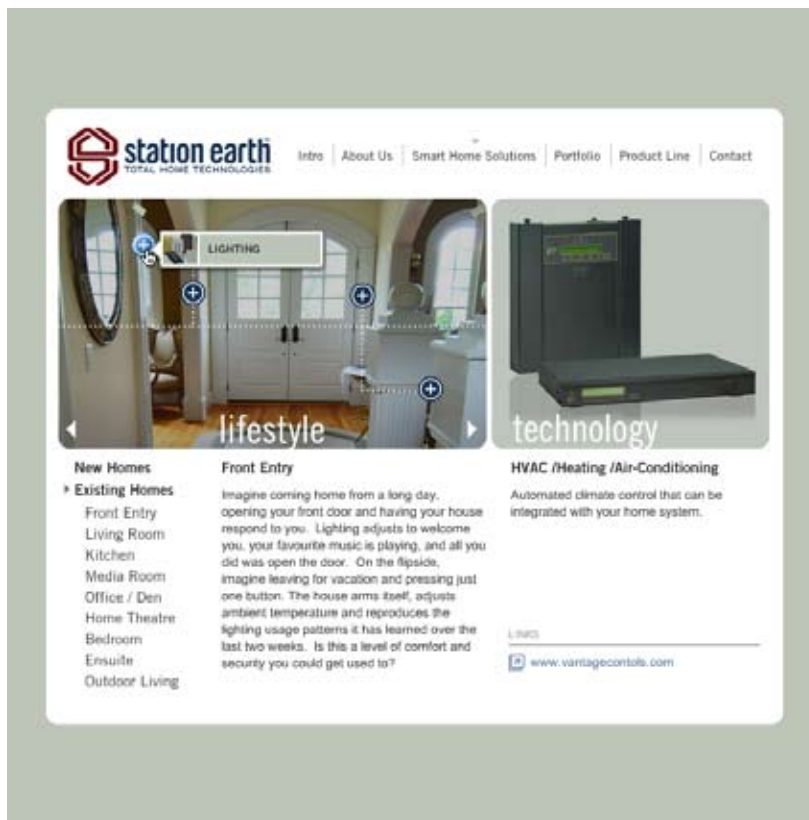 station earth
TOTAL HOME TECHNOLOGIES
Intro
About Us
Smart Home Solutions
Portfolio
Product Line
Contact
LIGHTING
lifestyle
technology
New Homes
Existing Homes
Front Entry
Living Room
Kitchen
Media Room
Office / Den
Home Theatre
Bedroom
Ensuite
Outdoor Living
Front Entry
Imagine coming home from a long day,
opening your front door and having your house
respond to you. Lighting adjusts to welcome
you, your favourite music is playing, and all you
did was open the door. On the flipside,
imagine leaving for vacation and pressing just
one button. The house arms itself, adjusts
ambient temperature and reproduces the
lighting usage patterns it has learned over the
last two weeks. Is this a level of comfort and
security you could get used to?
HVAC /Heating /Air-Conditioning
Automated climate control that can be
integrated with your home system.
LINKS
www.vantagecontols.com